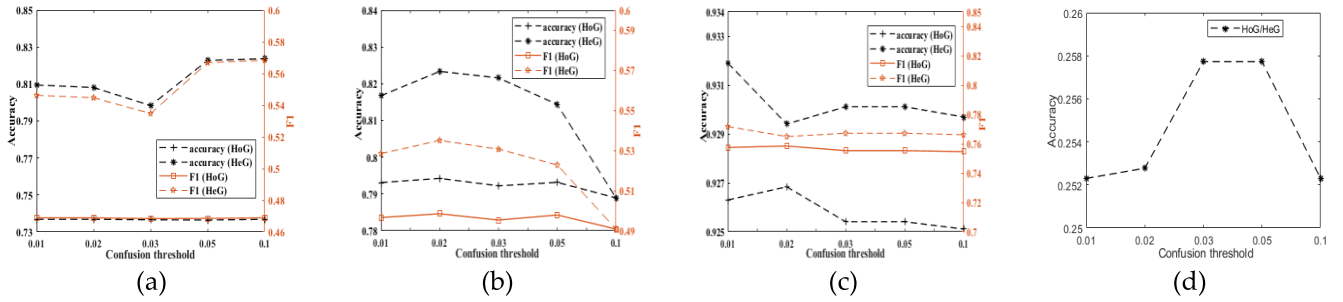 0.85
0.83
0.81
0.79
0.77
0.75
0.73
Accuracy
0.6
0.58
0.56
0.54
0.52
0.5
0.48
0.46
F1
accuracy (HoG)
accuracy (HeG)
F1 (HoG)
F1 (HeG)
0.01 0.02 0.03 0.05 0.1
Confusion threshold
(a)
0.84
0.83
0.82
0.81
0.8
0.79
0.78
Accuracy
0.6
0.59
0.57
0.55
0.53
0.51
0.49
F1
accuracy (HoG)
accuracy (HeG)
F1 (HoG)
F1 (HeG)
0.01 0.02 0.03 0.05 0.1
Confusion threshold
(b)
0.934
0.933
0.931
0.929
0.927
0.925
Accuracy
0.85
0.84
0.82
0.8
0.78
0.76
0.74
0.72
0.7
F1
accuracy (HoG)
accuracy (HeG)
F1 (HoG)
F1 (HeG)
0.01 0.02 0.03 0.05 0.1
Confusion threshold
(c)
0.26
0.258
0.256
0.254
0.252
0.25
Accuracy
HoG/HeG
0.01 0.02 0.03 0.05 0.1
Confusion threshold
(d)